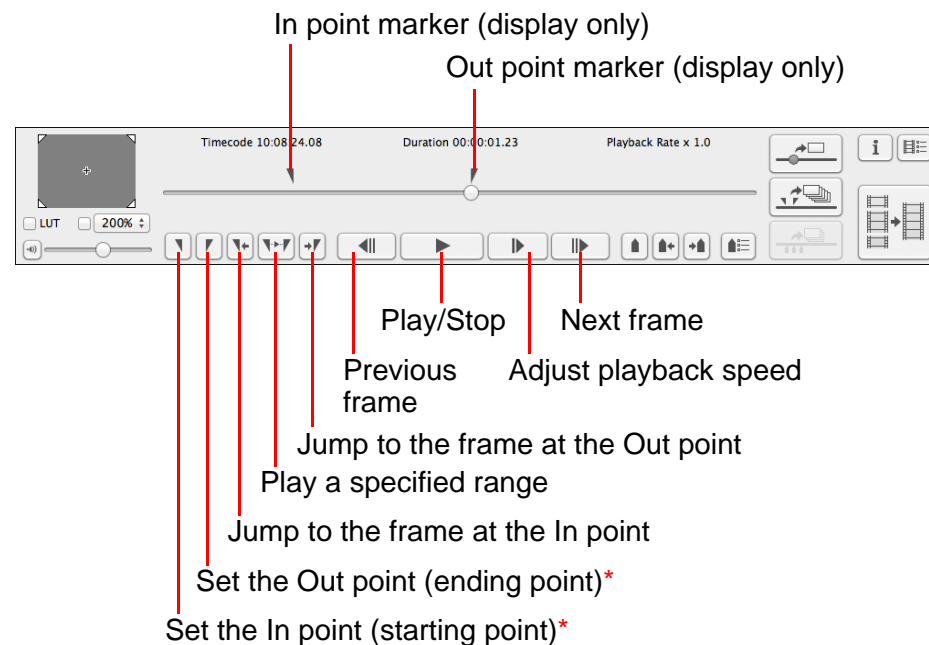 In point marker (display only)
Out point marker (display only)
Timecode 10:08:24.08 Duration 00:00:01.23 Playback Rate x 1.0
LUT 200%
Play/Stop Next frame
Previous frame
Adjust playback speed
Jump to the frame at the Out point
Play a specified range
Jump to the frame at the In point
Set the Out point (ending point)*
Set the In point (starting point)*